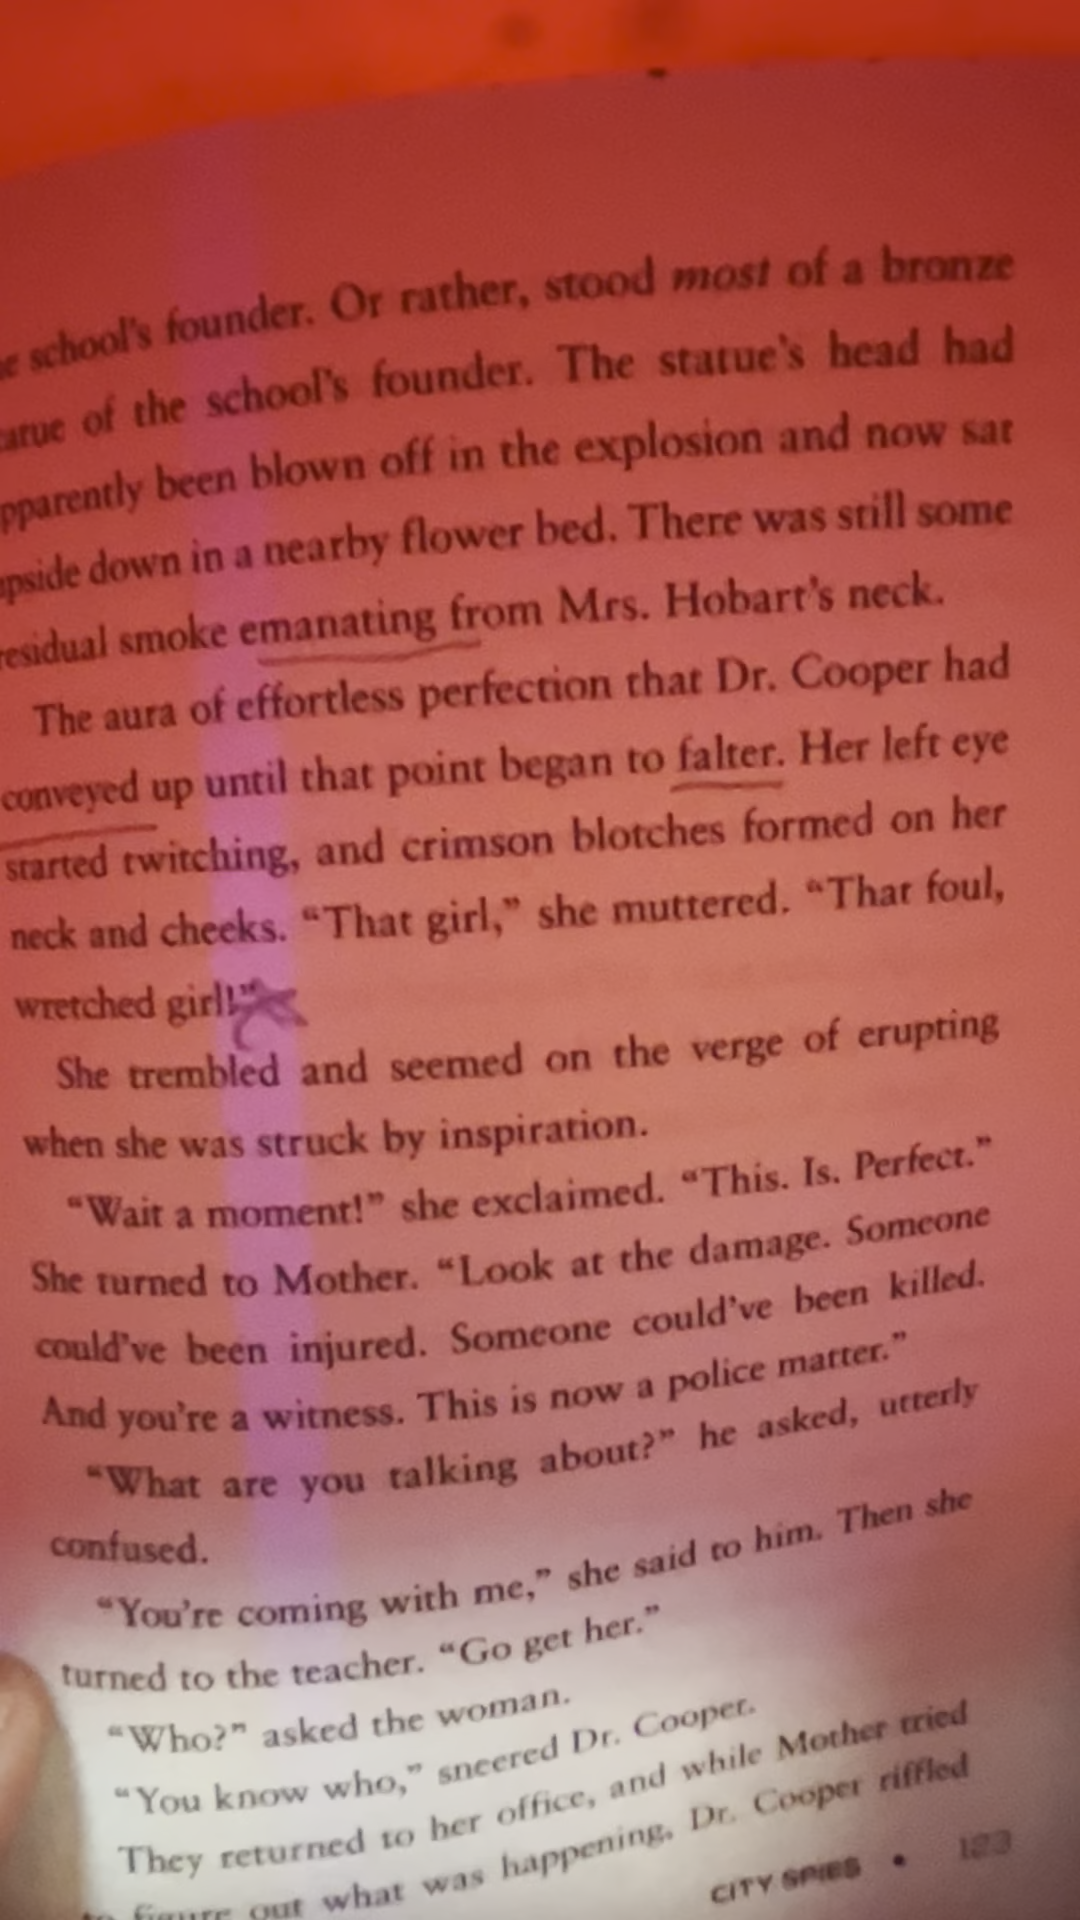 school's founder. Or rather, stood most of a bronze
of the school's founder. The statue's head had
been blown off in the explosion and now sat
down in a nearby flower bed. There was still some
residual smoke emanating from Mrs. Hobart's neck.
The aura of effortless perfection that Dr. Cooper had
conveyed up until that point began to falter. Her left eye
started twitching, and crimson blotches formed on her
neck and cheeks. “That girl,” she muttered. “That foul,
wretched girl!”
She trembled and seemed on the verge of erupting
when she was struck by inspiration.
“Wait a moment!” she exclaimed. “This. Is. Perfect.”
She turned to Mother. “Look at the damage. Someone
could've been injured. Someone could've been killed.
And you're a witness. This is now a police matter.”
“What are you talking about?” he asked, utterly
confused.
“You're coming with me,” she said to him. Then she
turned to the teacher. “Go get her.”
“Who?” asked the woman.
“You know who,” sneered Dr. Cooper.
They returned to her office, and while Mother tried
to figure out what was happening, Dr. Cooper riffled
CITY SPIES •